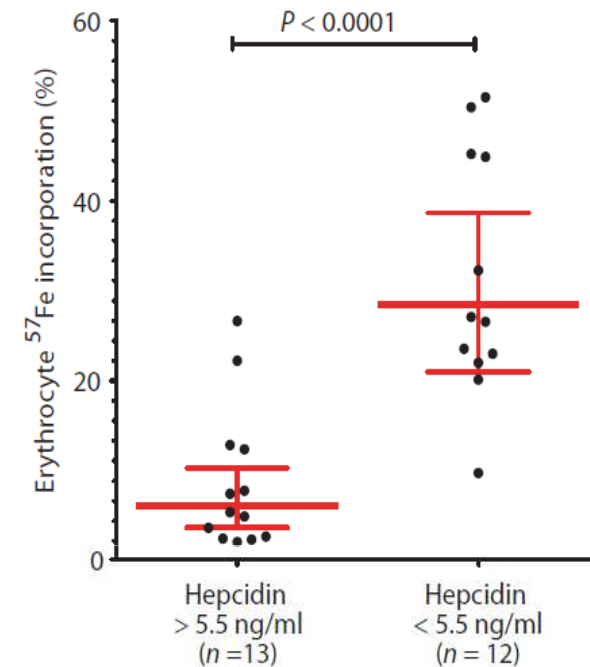 60
P < 0.0001
40
20
0
Erythrocyte ⁵⁷Fe incorporation (%)
Hepcidin
> 5.5 ng/ml
(n =13)
Hepcidin
< 5.5 ng/ml
(n = 12)